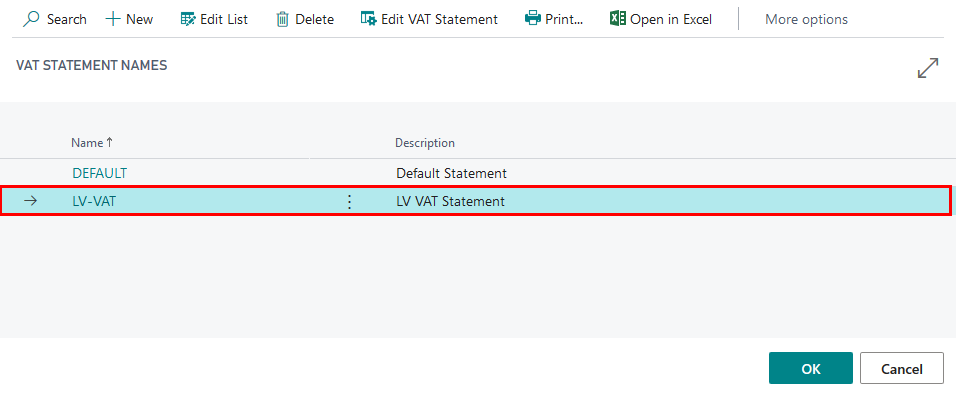 Search New Edit List Delete Edit VAT Statement Print... Open in Excel More options
VAT STATEMENT NAMES
Name ↑ Description
DEFAULT Default Statement
LV-VAT LV VAT Statement
OK Cancel